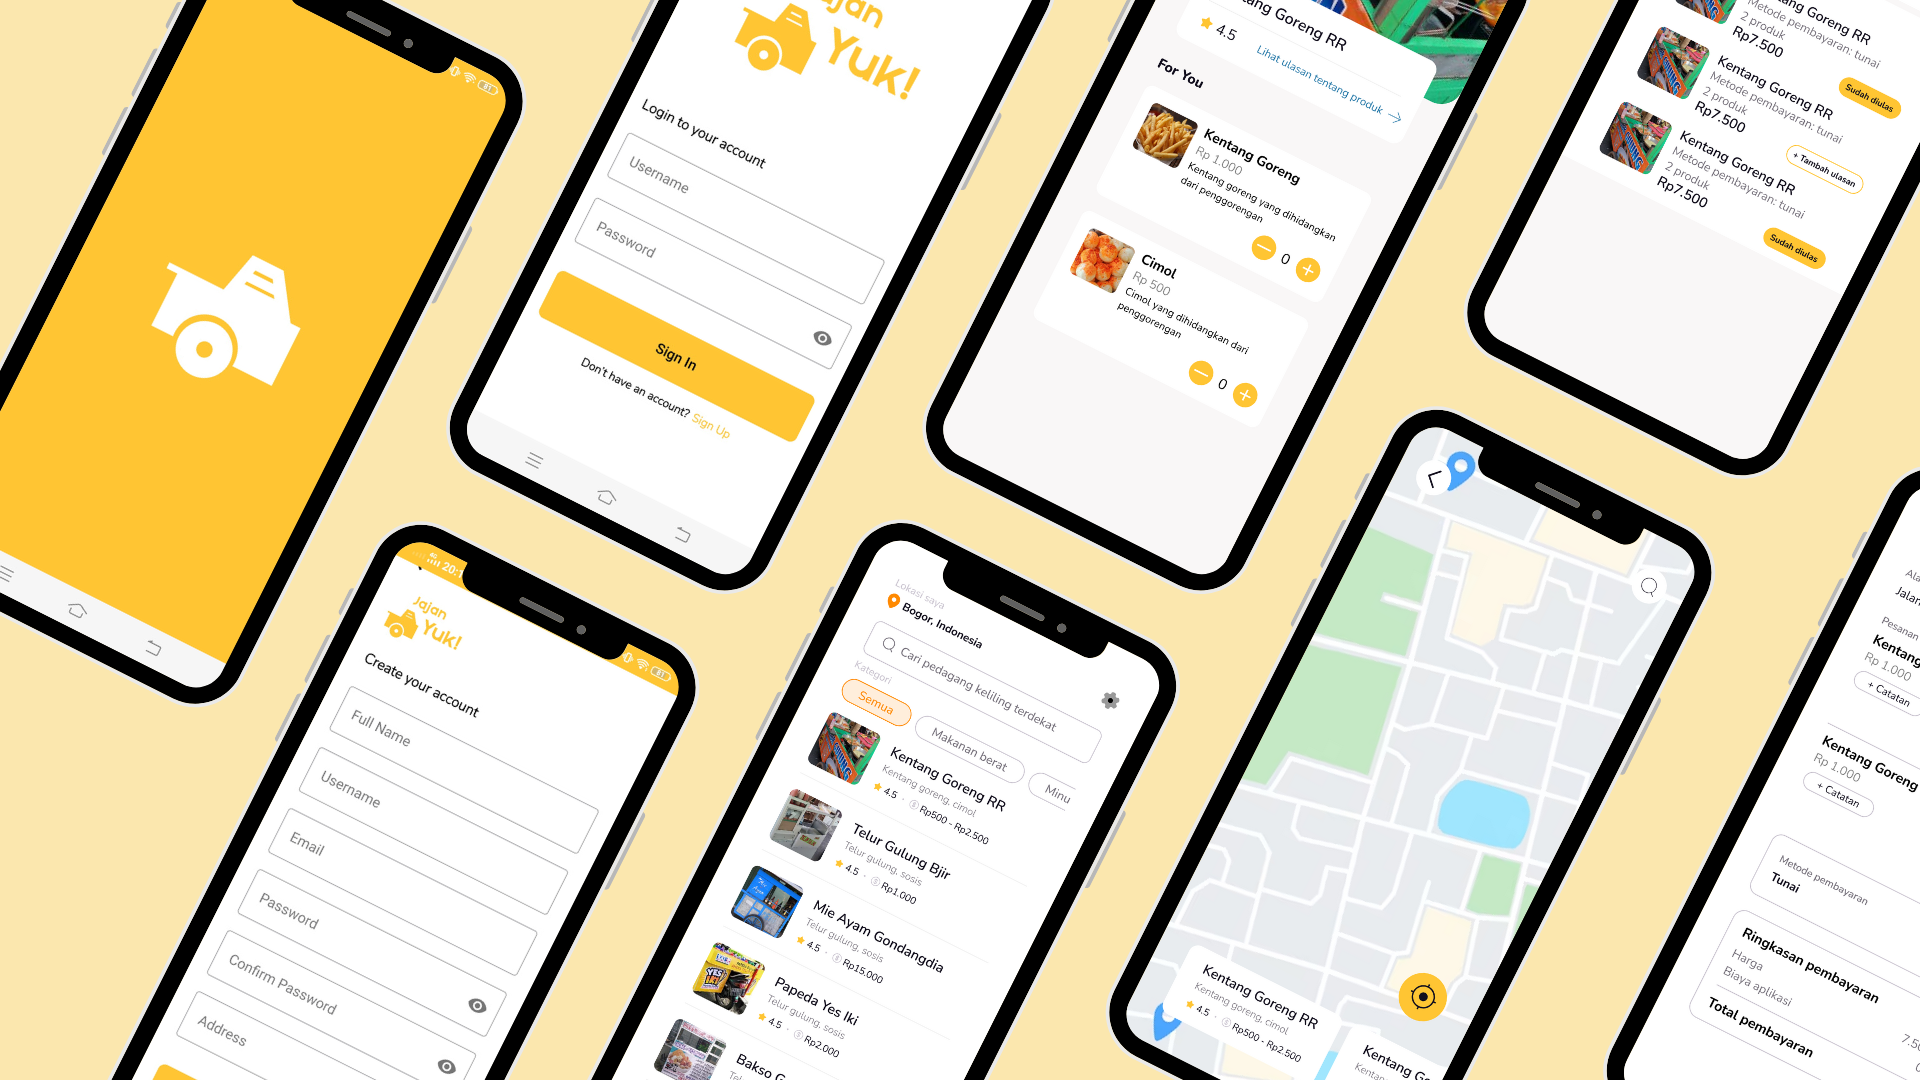 81
Jajan
Yuk!
Login to your account
Username
Password
Sign In
Don't have an account? Sign Up
Kentang Goreng RR
4.5
Lihat ulasan tentang produk
For You
Kentang Goreng
Rp 1.000
Kentang goreng yang dihidangkan
dari penggorengan
0
Cimol
Rp 500
Cimol yang dihidangkan dari
penggorengan
0
Kentang Goreng RR
Metode pembayaran: tunai
2 produk
Rp7.500
Sudah diulas
Kentang Goreng RR
Metode pembayaran: tunai
2 produk
Rp7.500
+ Tambah ulasan
Kentang Goreng RR
Metode pembayaran: tunai
2 produk
Rp7.500
Sudah diulas
81
Jajan
Yuk!
Create your account
Full Name
Username
Email
Password
Confirm Password
Address
Lokasi saya
Bogor, Indonesia
Cari pedagang keliling terdekat
Kategori
Semua
Makanan berat
Minu
Kentang Goreng RR
Kentang goreng, cimol
4.5 · Rp500 - Rp2.500
Telur Gulung Bjir
Telur gulung, sosis
4.5 · Rp1.000
Mie Ayam Gondangdia
Telur gulung, sosis
4.5 · Rp15.000
YES IKI
Papeda Yes Iki
Telur gulung, sosis
4.5 · Rp2.000
Bakso G
Kentang Goreng RR
Kentang goreng, cimol
4.5 · Rp500 - Rp2.500
Kentang Go
Jalan
Pesanan
Kentang
Rp 1.000
+ Catatan
Kentang Goreng
Rp 1.000
+ Catatan
Metode pembayaran
Tunai
Ringkasan pembayaran
Harga
Biaya aplikasi
Total pembayaran